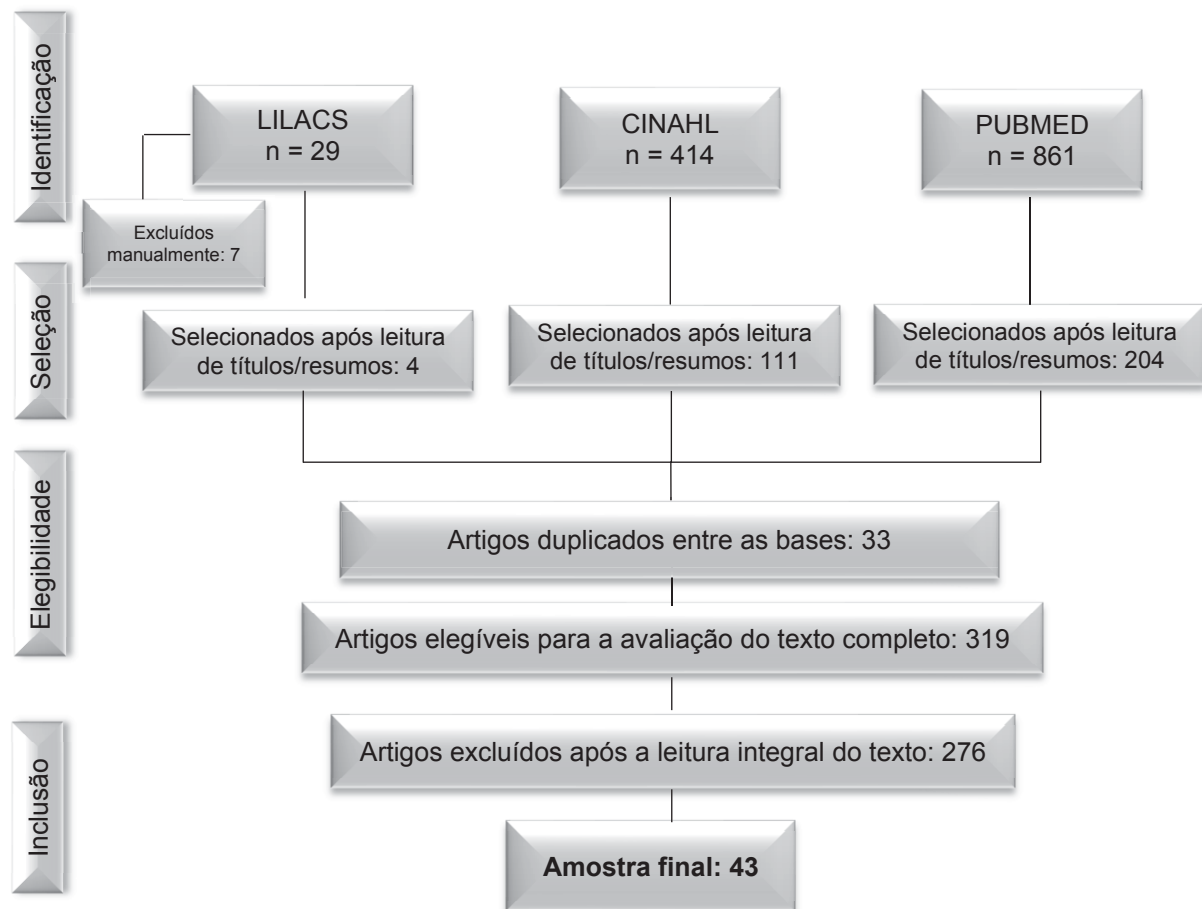 Identificação
LILACS
n = 29
CINAHL
n = 414
PUBMED
n = 861
Excluídos
manualmente: 7
Seleção
Selecionados após leitura
de títulos/resumos: 4
Selecionados após leitura
de títulos/resumos: 111
Selecionados após leitura
de títulos/resumos: 204
Elegibilidade
Artigos duplicados entre as bases: 33
Artigos elegíveis para a avaliação do texto completo: 319
Inclusão
Artigos excluídos após a leitura integral do texto: 276
Amostra final: 43